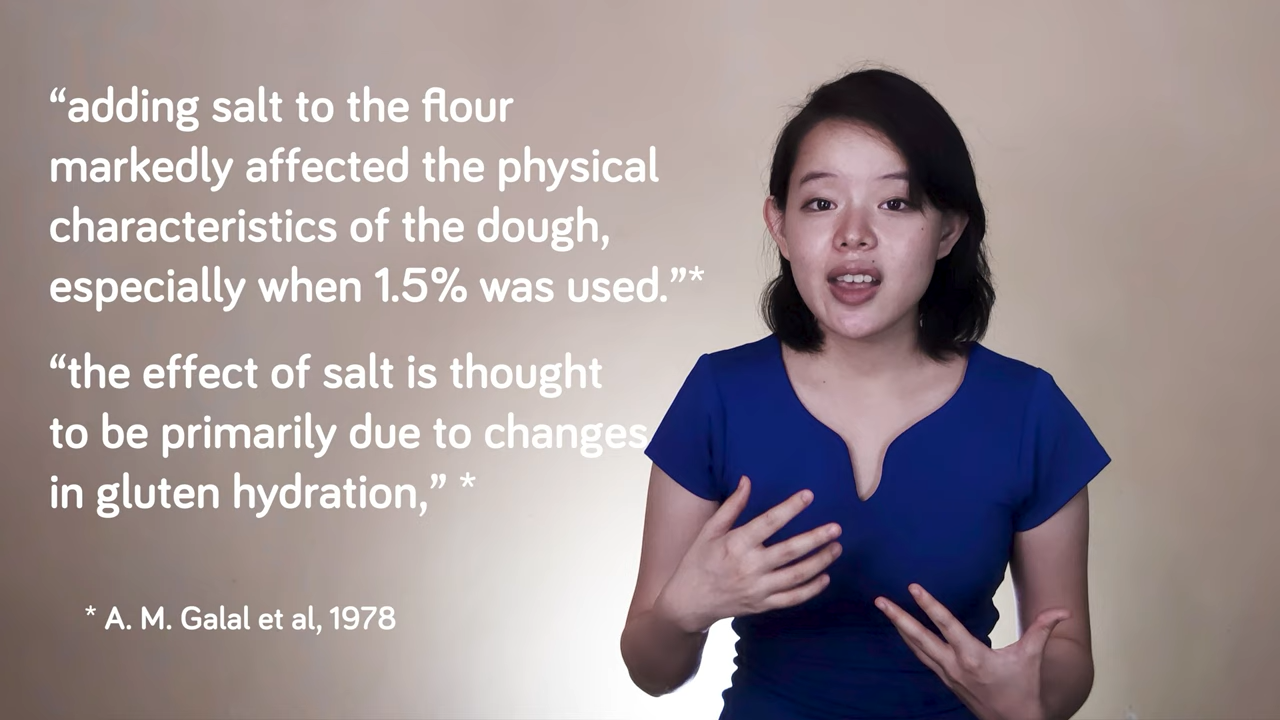 “adding salt to the flour
markedly affected the physical
characteristics of the dough,
especially when 1.5% was used.”*
“the effect of salt is thought
to be primarily due to changes
in gluten hydration,” *
* A. M. Galal et al, 1978